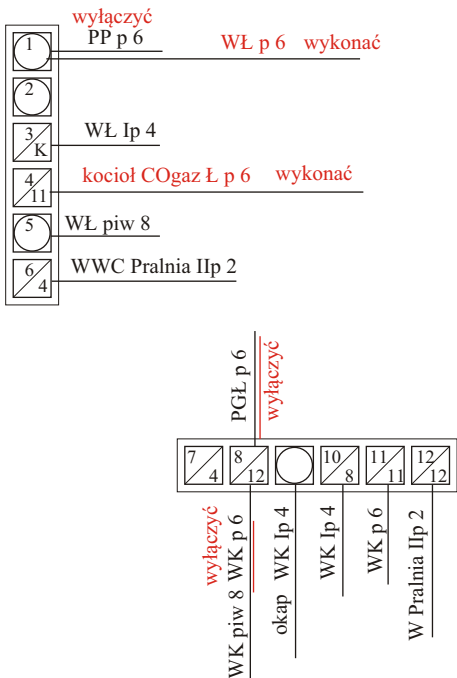 wyłączyć
PP p 6
WŁ p 6 wykonać
1
2
3
K
WŁ Ip 4
4
11
kocioł COgaz Ł p 6 wykonać
5
WŁ piw 8
6
4
WWC Pralnia IIp 2
PGŁ p 6
wyłączyć
7
4
8
12
10
8
11
11
12
12
wyłączyć
WK piw 8 WK p 6
okap WK Ip 4
WK Ip 4
WK p 6
W Pralnia IIp 2